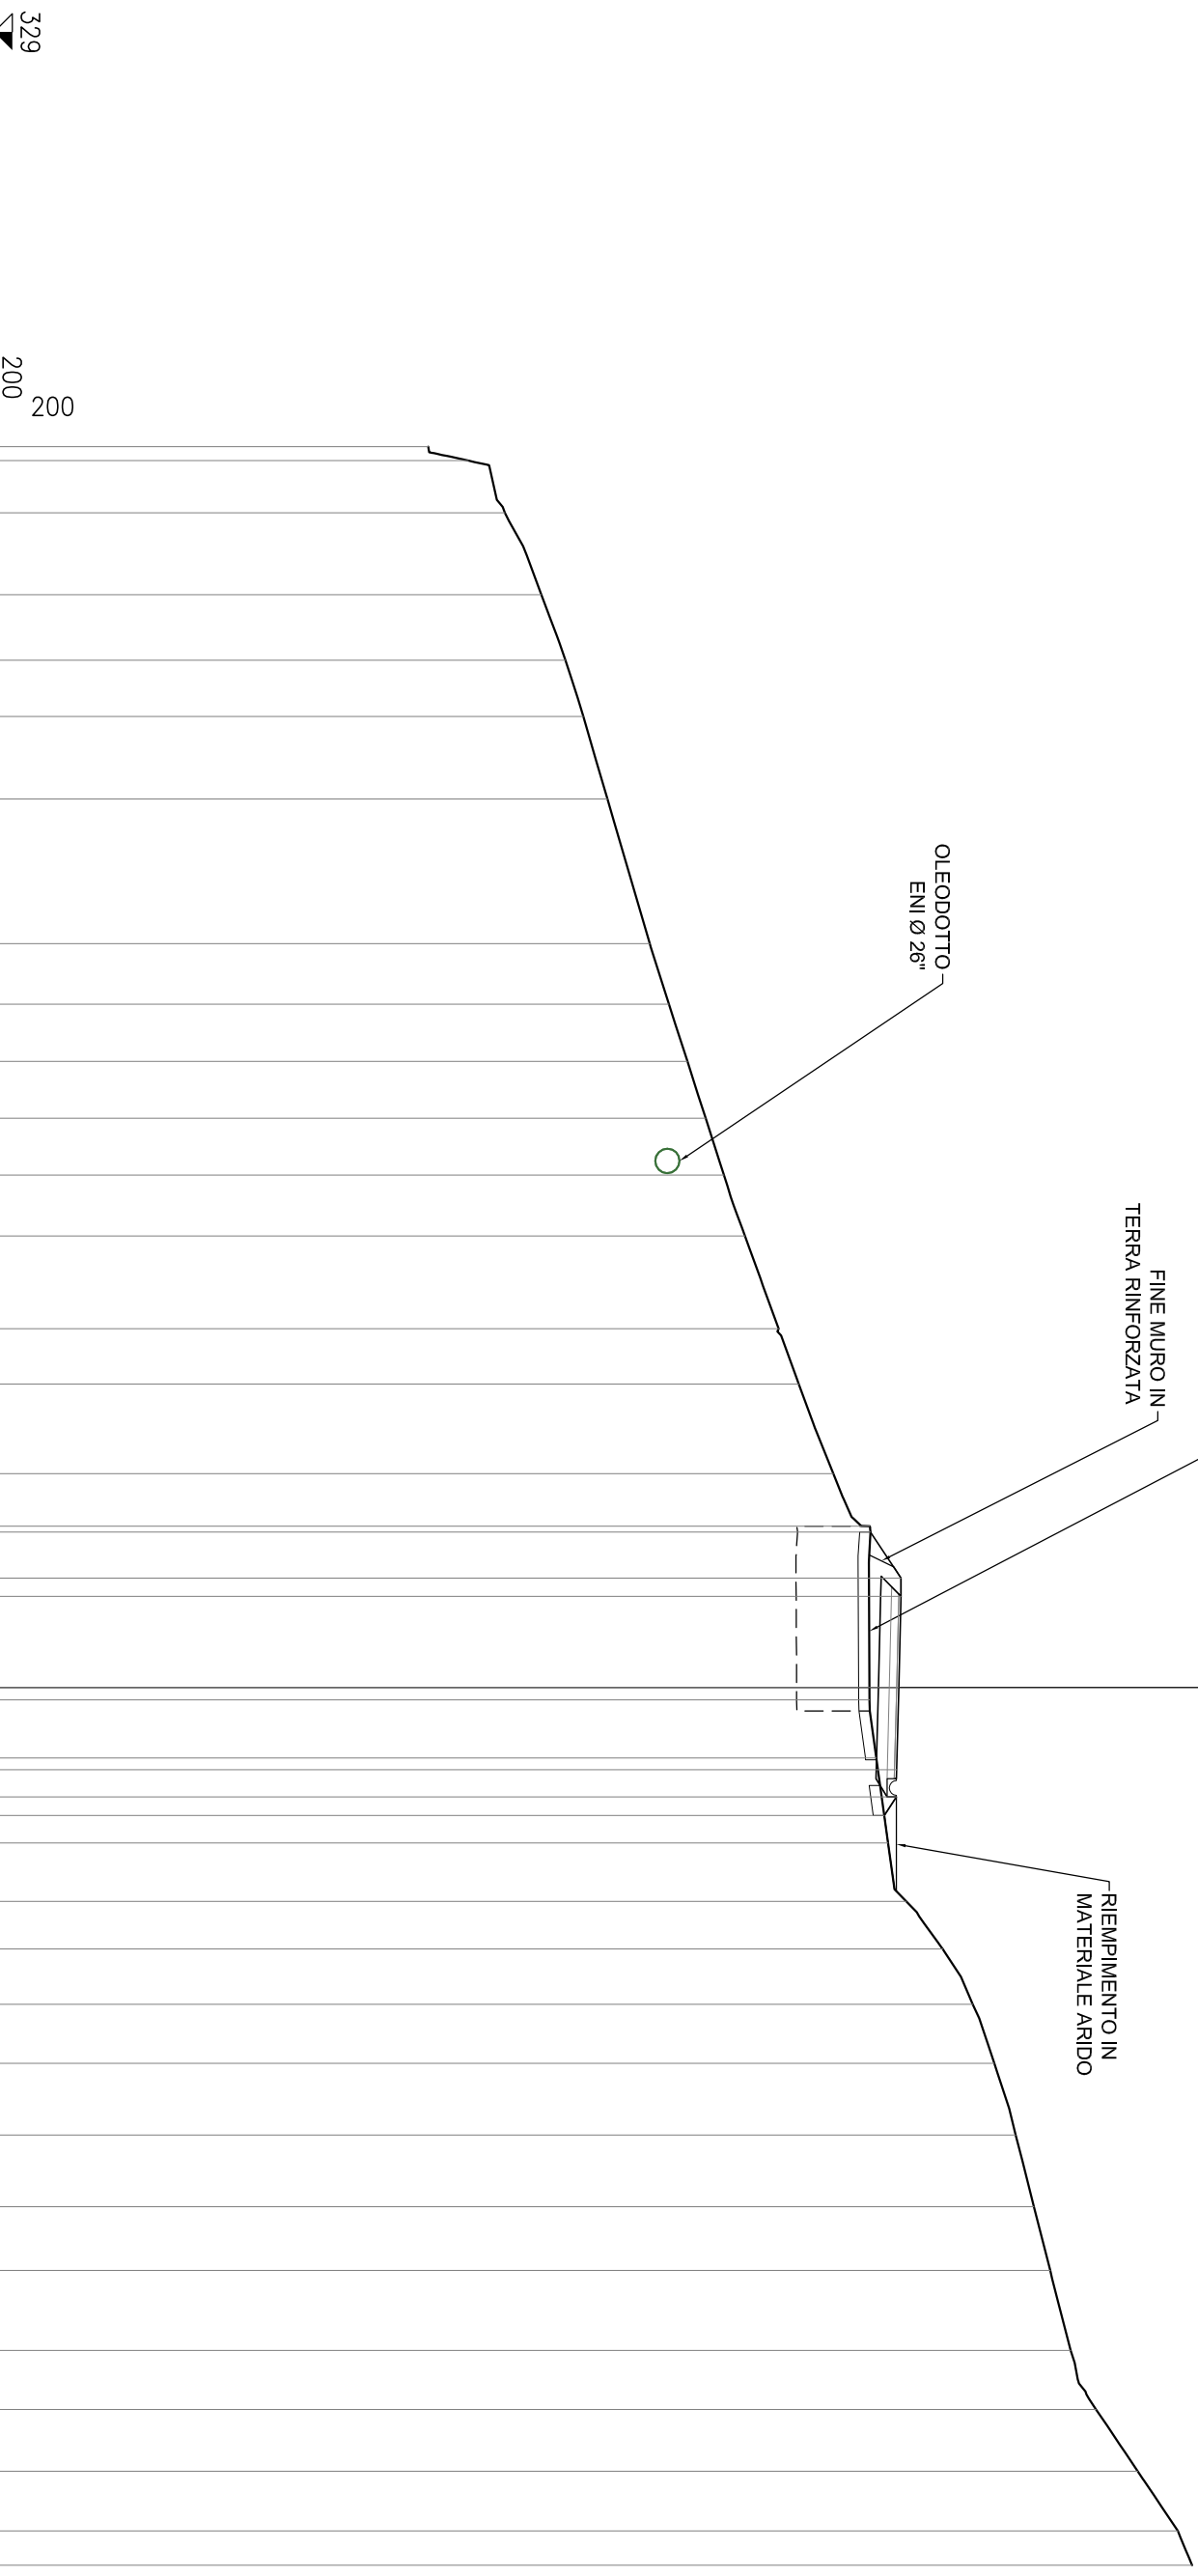 329
200
200
OLEODOTTO
ENI Ø 26"
FINE MURO IN
TERRA RINFORZATA
RIEMPIMENTO IN
MATERIALE ARIDO